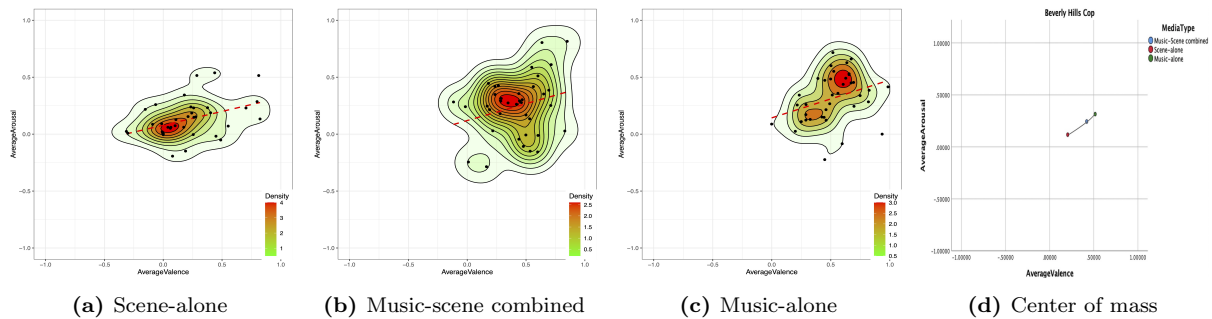 1.0
0.5
0.0
−0.5
−1.0
−1.0 −0.5 0.0 0.5 1.0
AverageArousal
AverageValence
Density
4
3
2
1
(a) Scene-alone
1.0
0.5
0.0
−0.5
−1.0
−1.0 −0.5 0.0 0.5 1.0
AverageArousal
AverageValence
Density
2.5
2.0
1.5
1.0
0.5
(b) Music-scene combined
1.0
0.5
0.0
−0.5
−1.0
−1.0 −0.5 0.0 0.5 1.0
AverageArousal
AverageValence
Density
3.0
2.5
2.0
1.5
1.0
0.5
(c) Music-alone
Beverly Hills Cop
MediaType
Music-Scene combined
Scene-alone
Music-alone
1.00000
.50000
.00000
-.50000
-1.00000
-1.00000 -.50000 .00000 .50000 1.00000
AverageArousal
AverageValence
(d) Center of mass